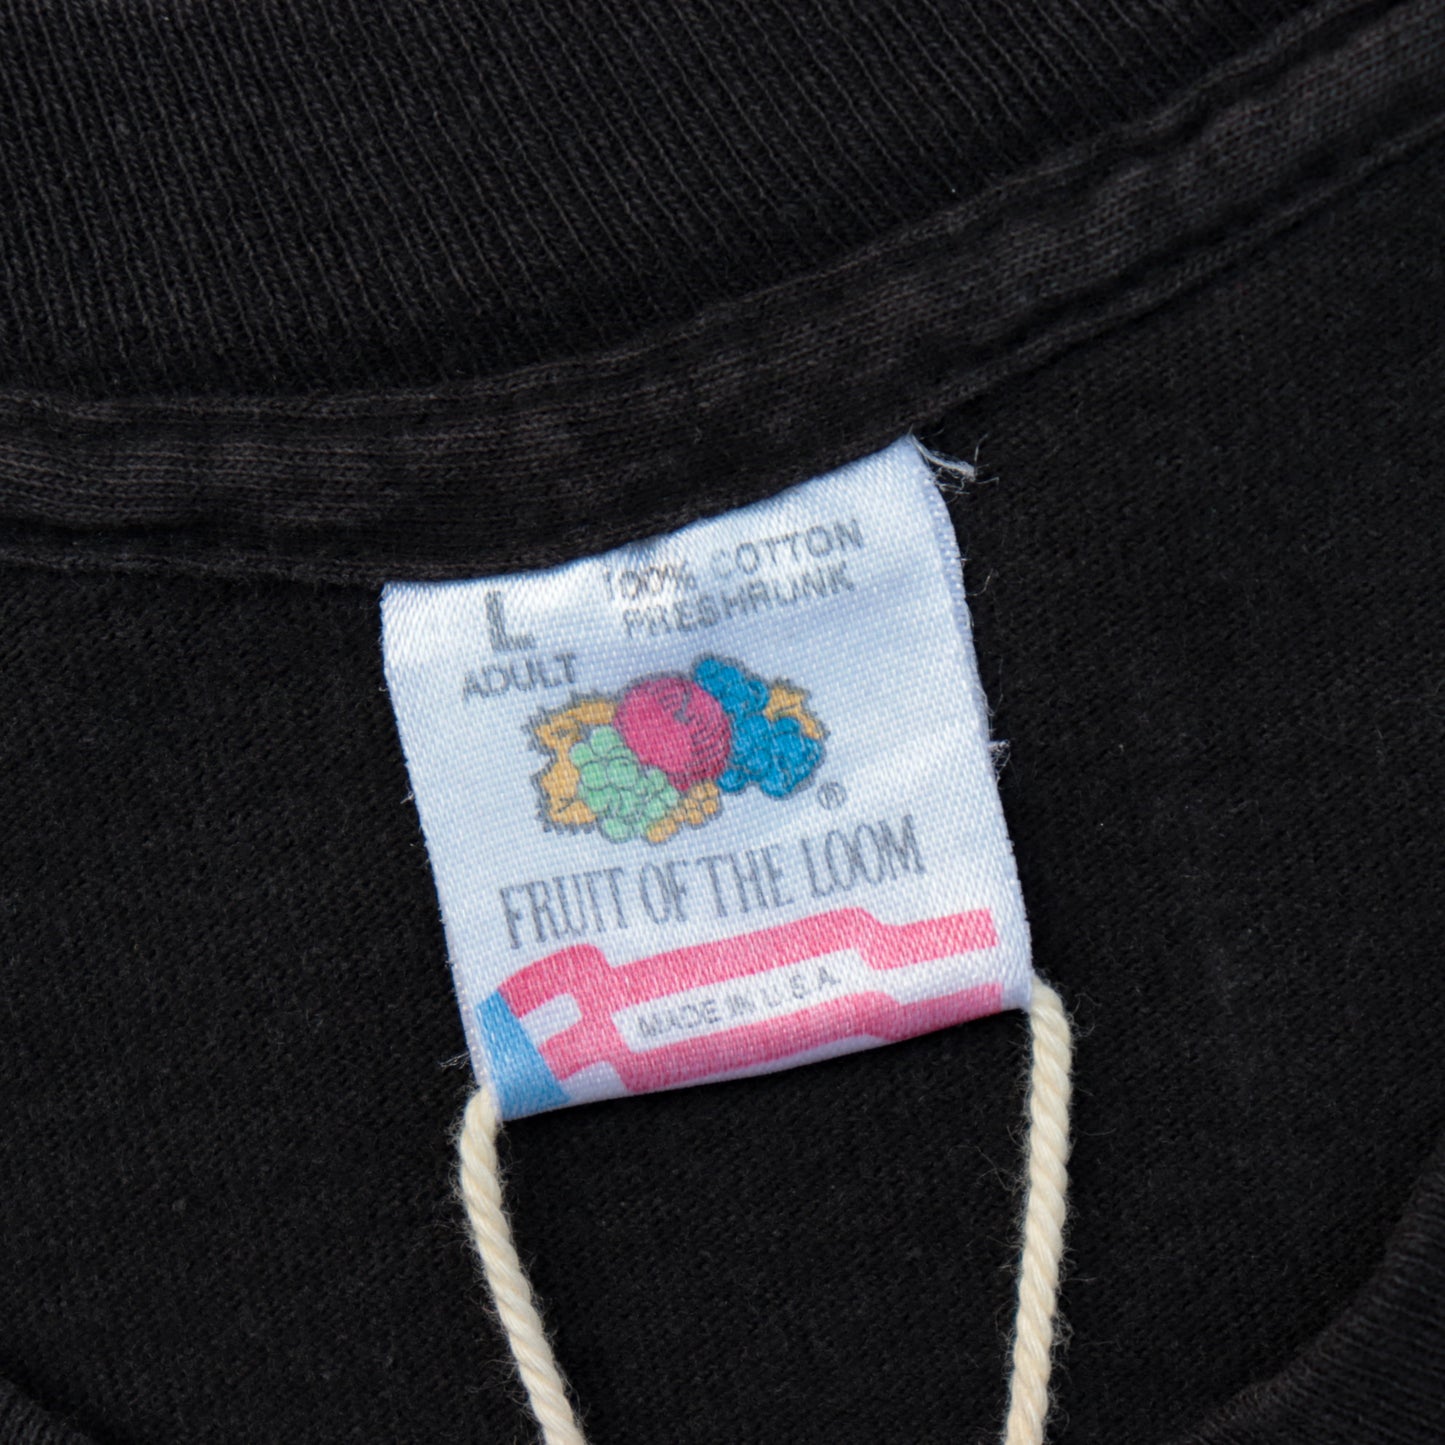 L
ADULT
100% COTTON
PRESHRUNK
®
FRUIT OF THE LOOM
MADE IN U.S.A.